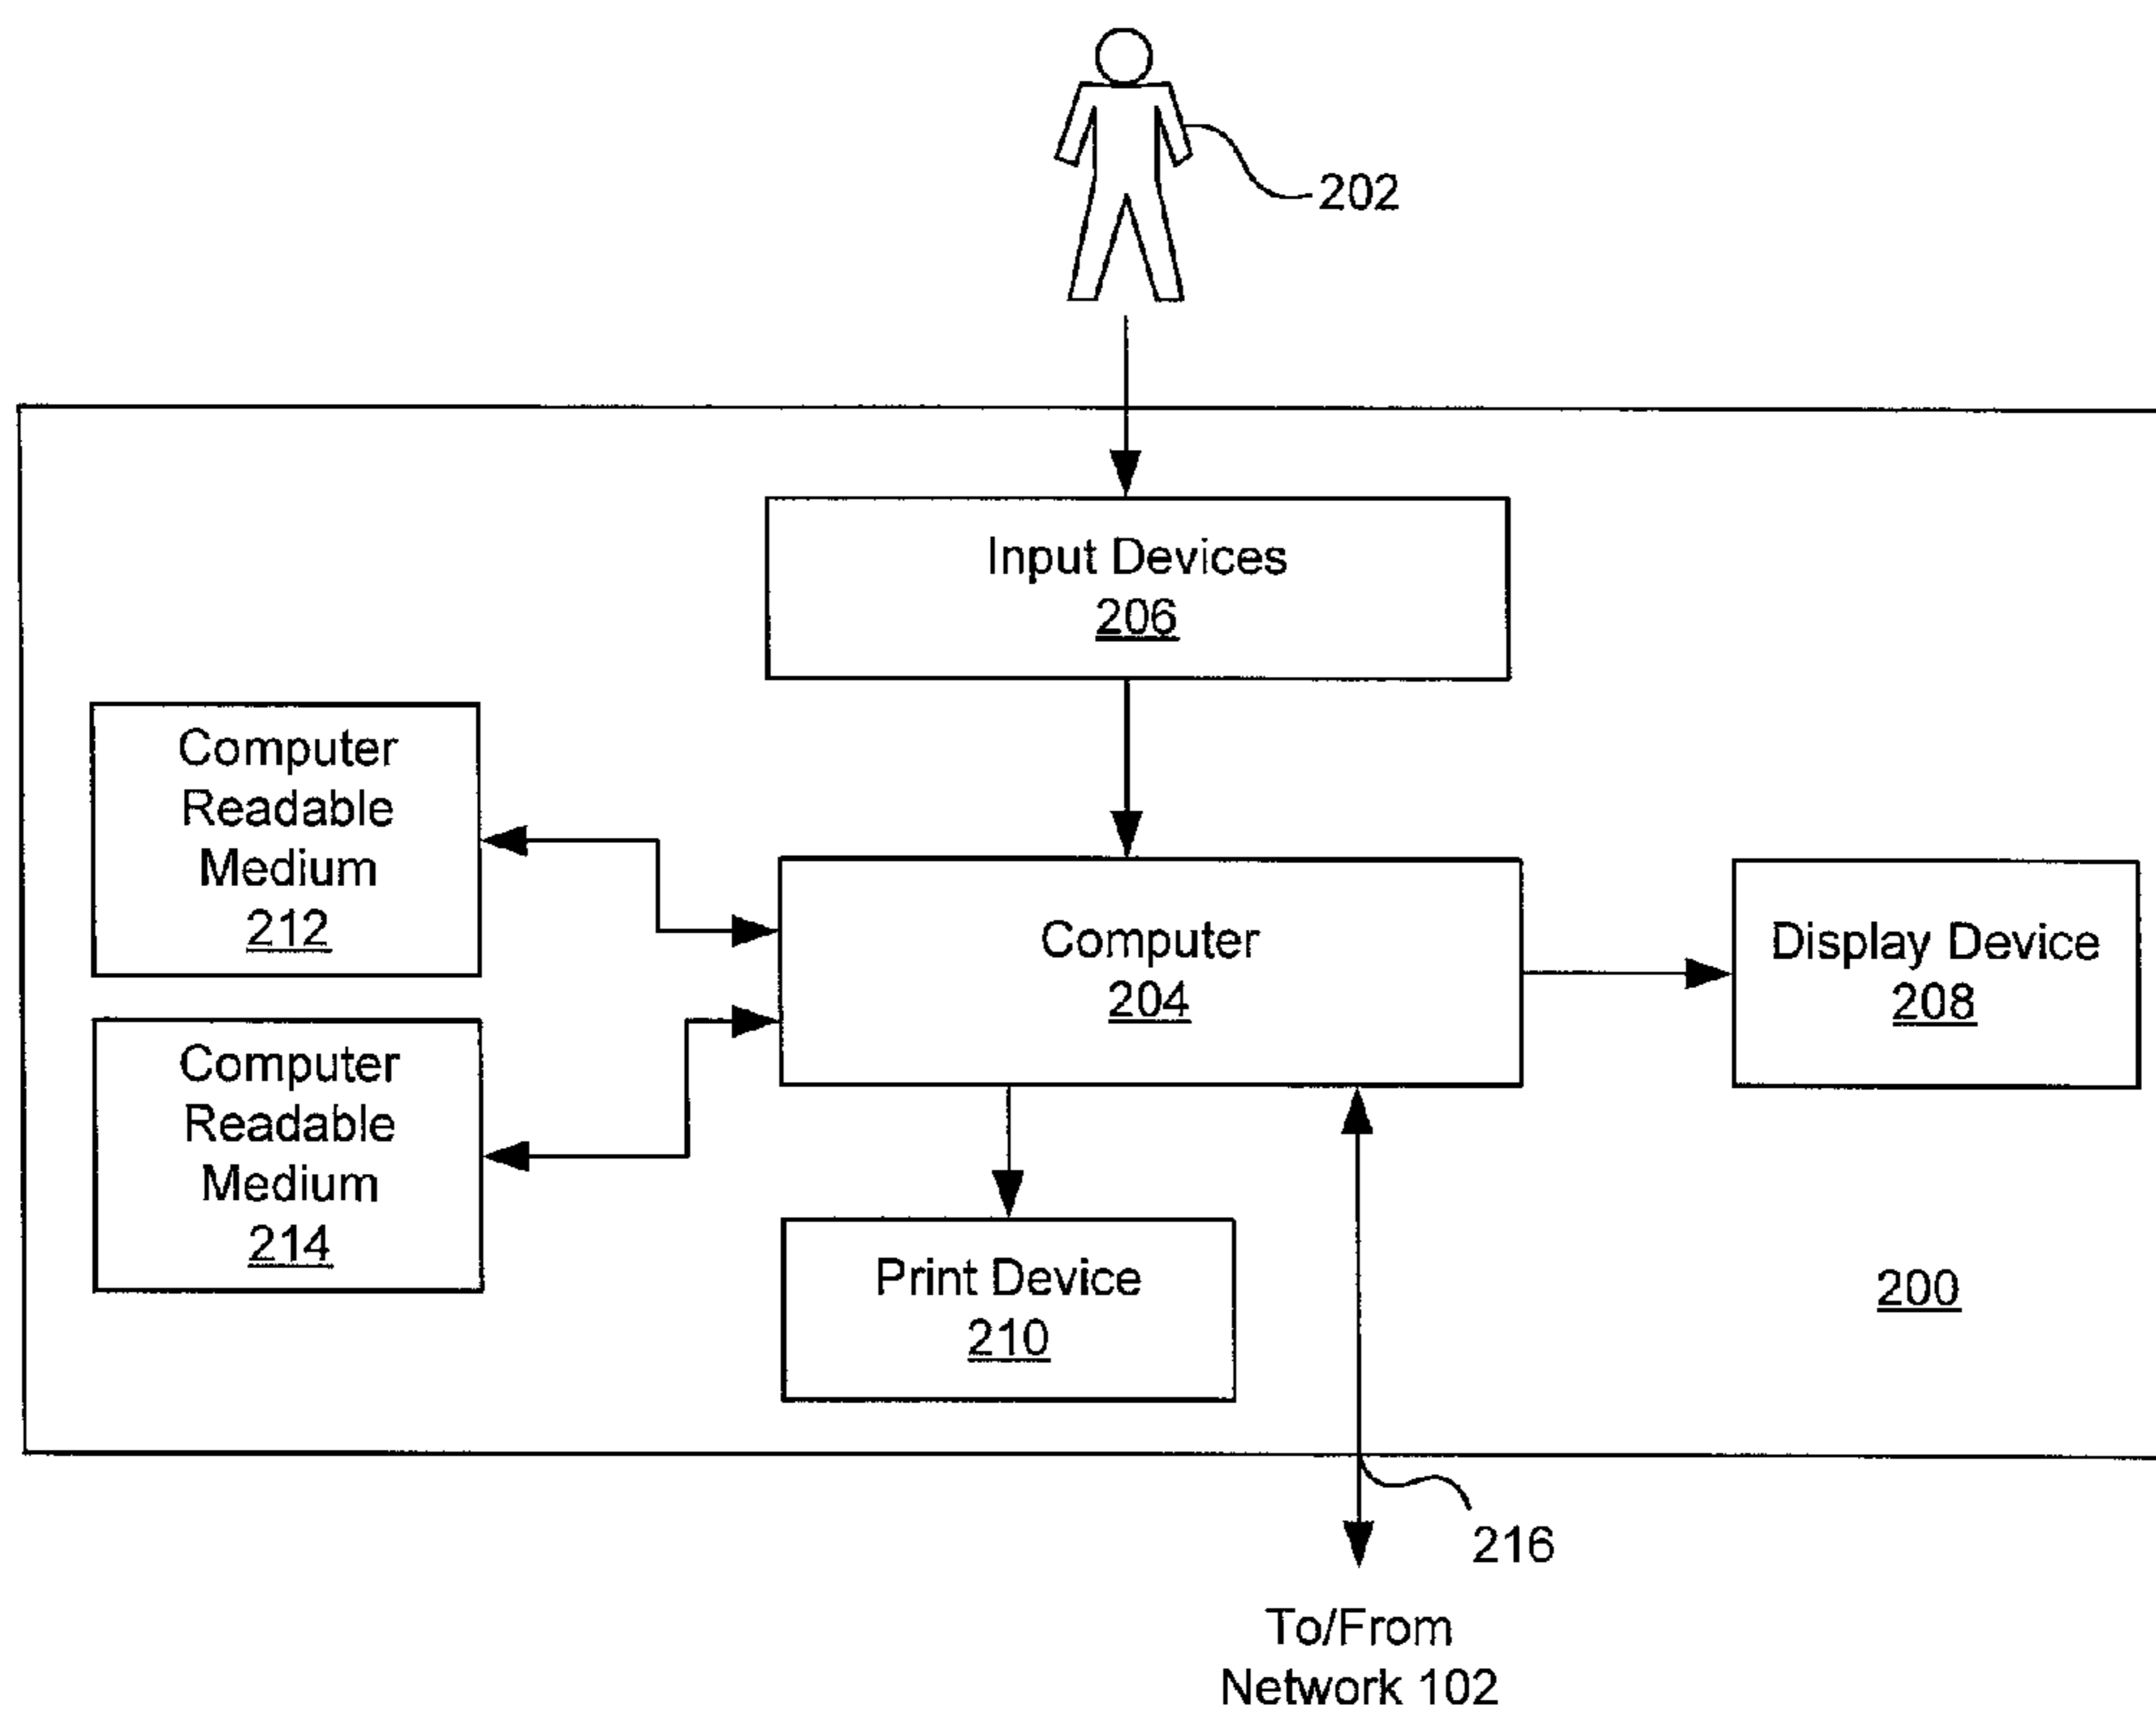 202
Input Devices
206
Computer
Readable
Medium
212
Computer
204
Display Device
208
Computer
Readable
Medium
214
Print Device
210
200
216
To/From
Network 102